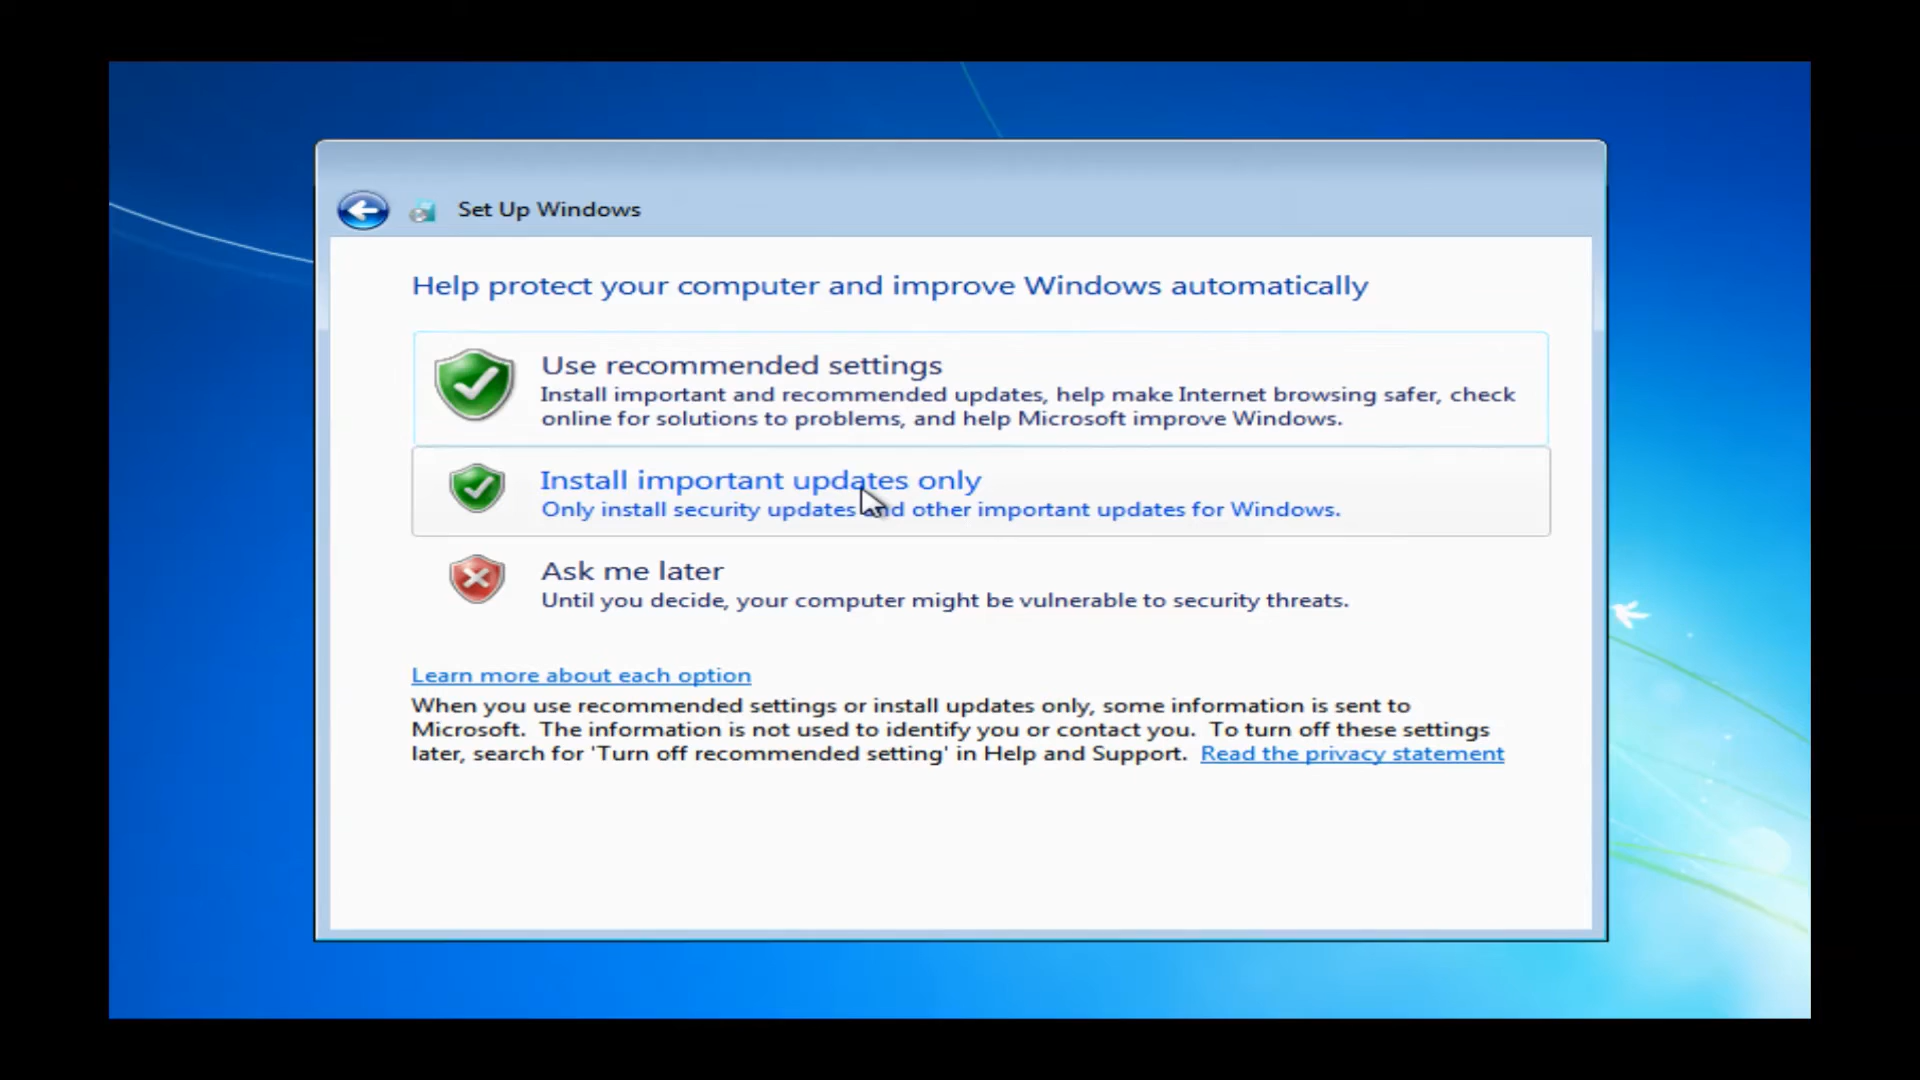 Set Up Windows
Help protect your computer and improve Windows automatically
Use recommended settings
Install important and recommended updates, help make Internet browsing safer, check
online for solutions to problems, and help Microsoft improve Windows.
Install important updates only
Only install security updates and other important updates for Windows.
Ask me later
Until you decide, your computer might be vulnerable to security threats.
Learn more about each option
When you use recommended settings or install updates only, some information is sent to
Microsoft.  The information is not used to identify you or contact you.  To turn off these settings
later, search for 'Turn off recommended setting' in Help and Support.  Read the privacy statement